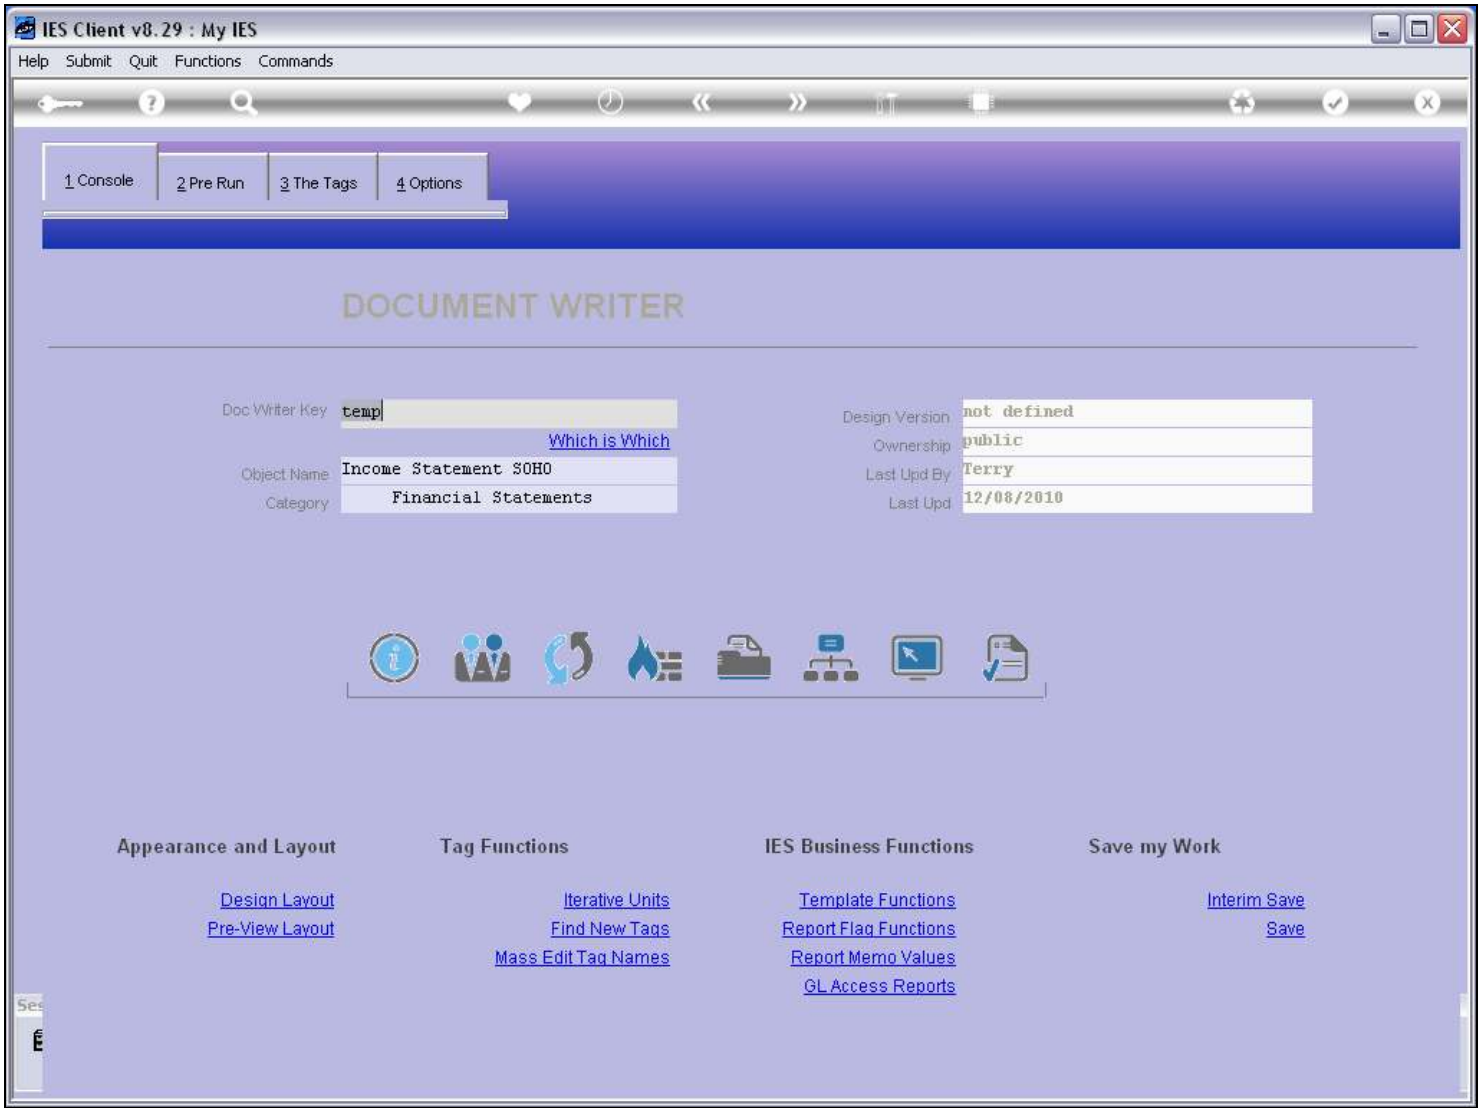 IES Client v8.29 : My IES
Help Submit Quit Functions Commands
1 Console 2 Pre Run 3 The Tags 4 Options
DOCUMENT WRITER
Doc Writer Key temp
Design Version not defined
Which is Which
Ownership public
Object Name Income Statement SOHO
Last Upd By Terry
Category Financial Statements
Last Upd 12/08/2010
Appearance and Layout Tag Functions IES Business Functions Save my Work
Design Layout Iterative Units Template Functions Interim Save
Pre-View Layout Find New Tags Report Flag Functions Save
Mass Edit Tag Names Report Memo Values
GL Access Reports
Ses